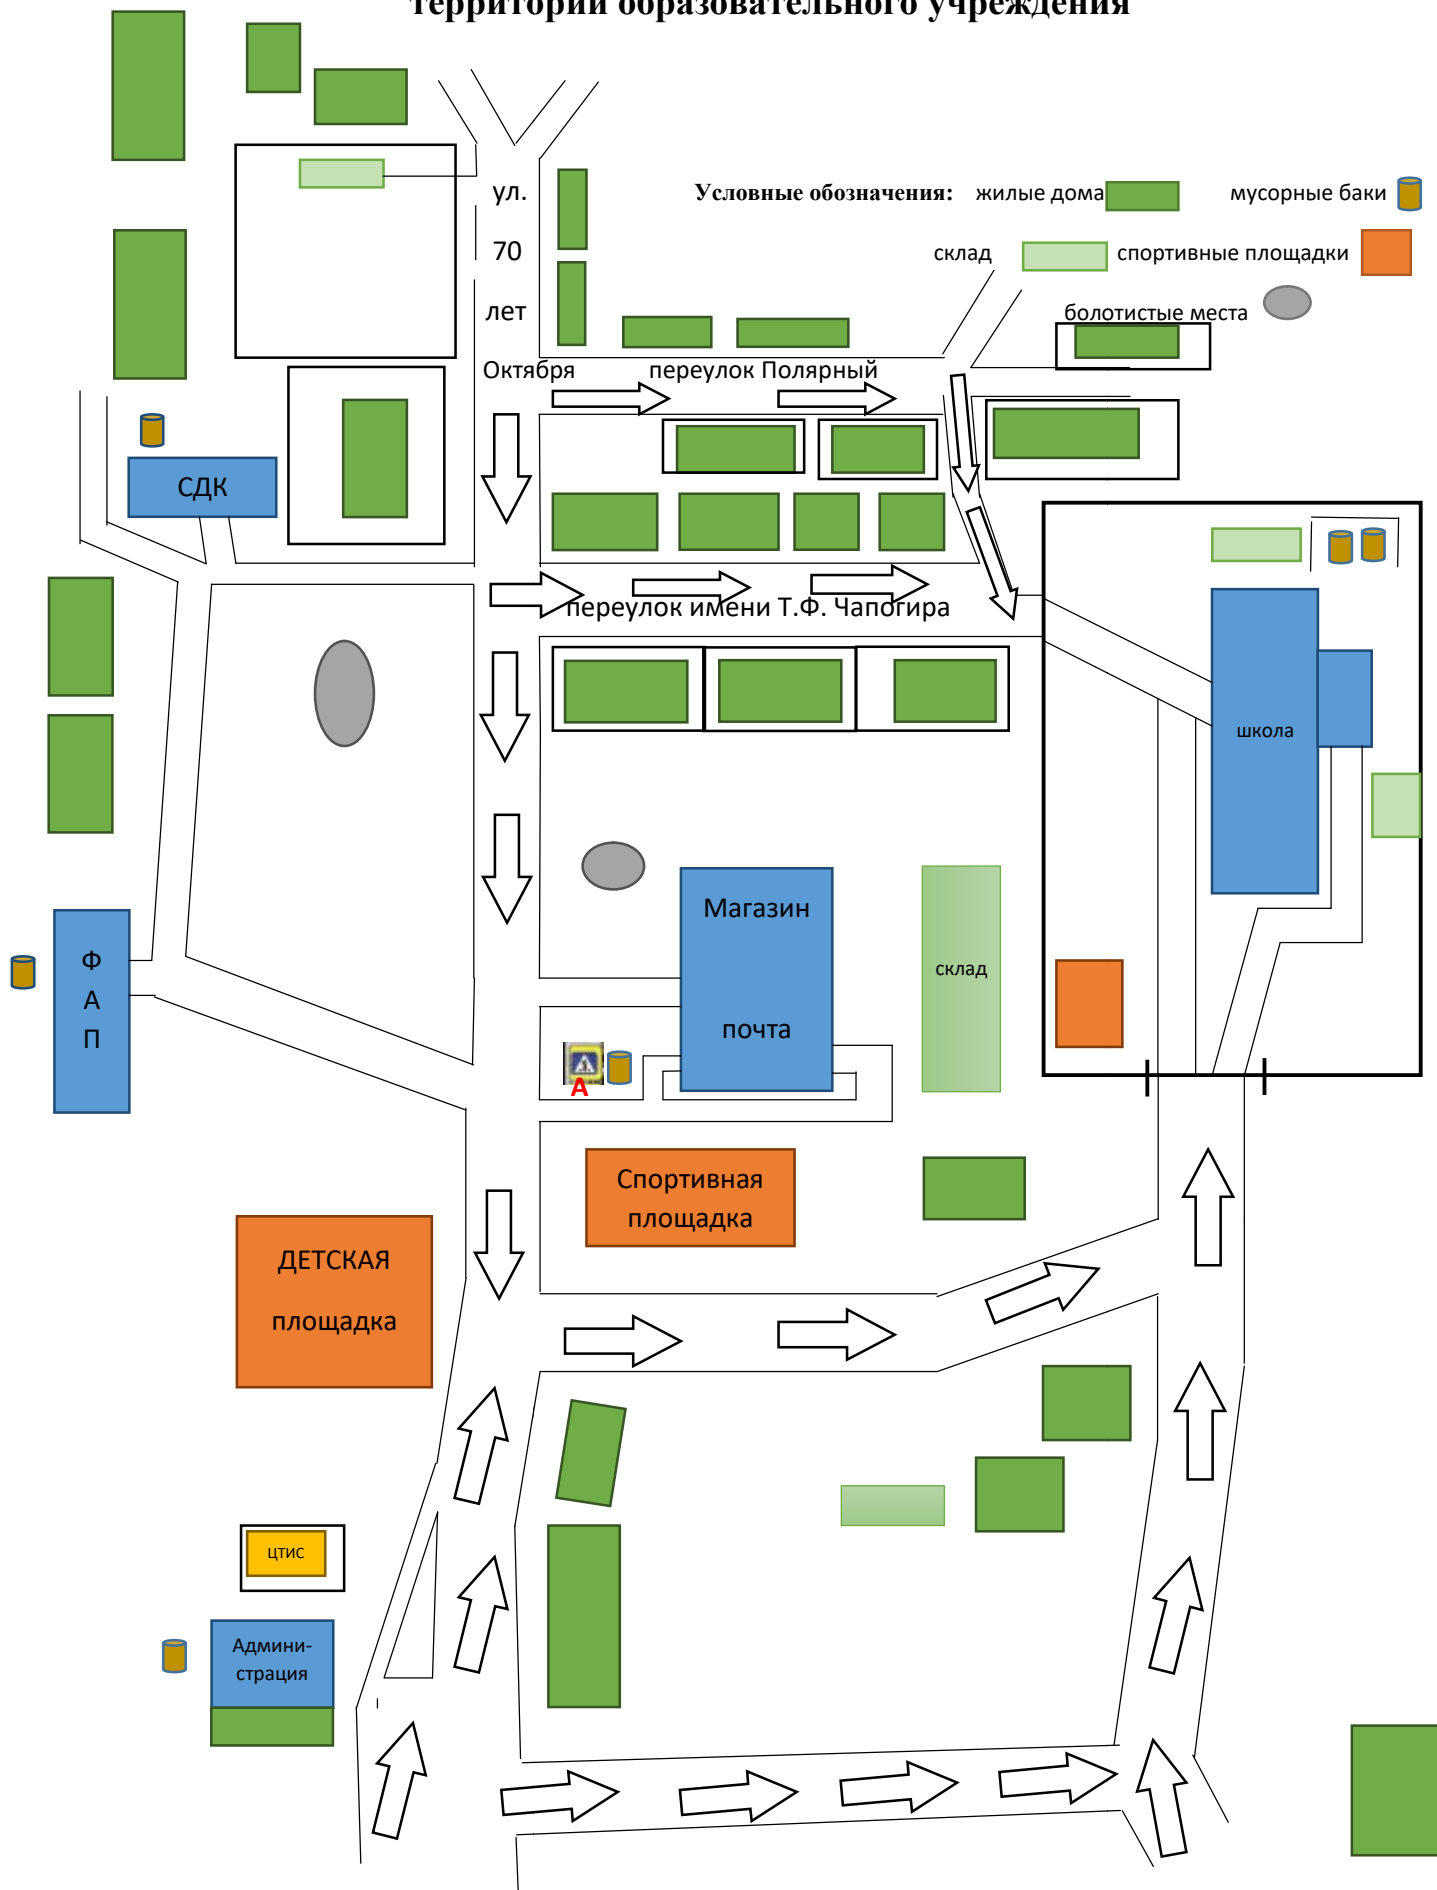 территории образовательного учреждения
ул.
70
лет
Октября
Условные обозначения: жилые дома мусорные баки
склад спортивные площадки
болотистые места
переулок Полярный
СДК
переулок имени Т.Ф. Чапогира
школа
Магазин
почта
склад
Ф
А
П
А
Спортивная
площадка
ДЕТСКАЯ
площадка
цтис
Админи-
страция